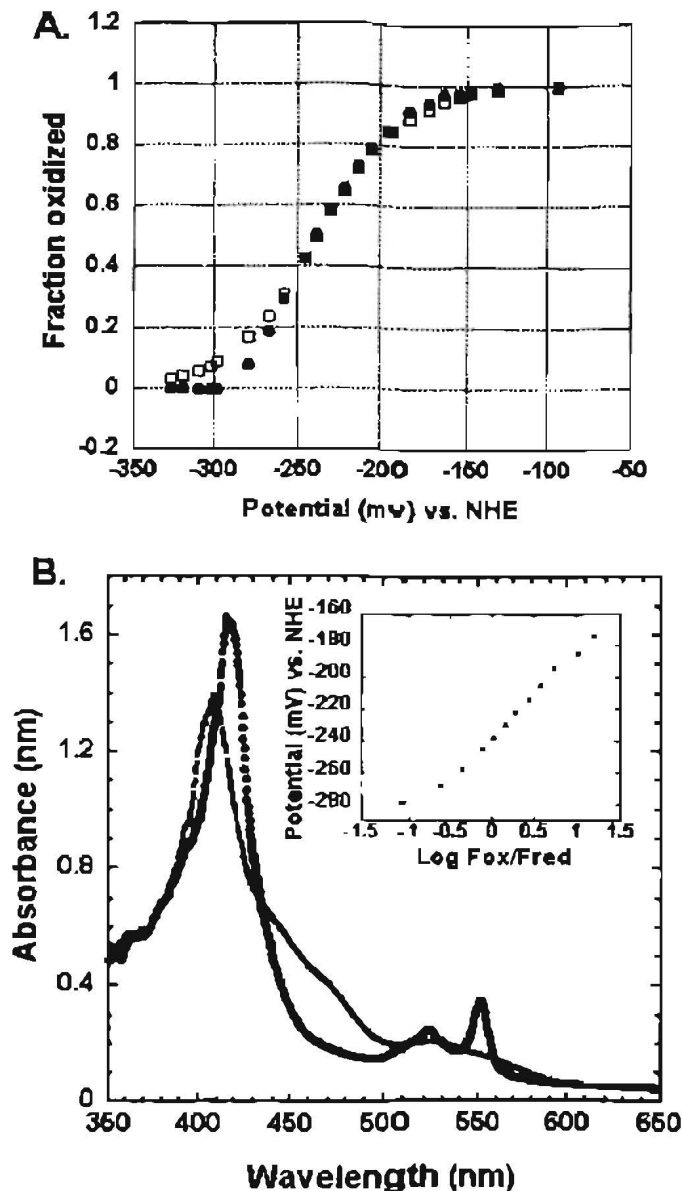 A.
1.2
1
0.8
0.6
0.4
0.2
0
-0.2
Fraction oxidized
-350 -300 -250 -200 -150 -100 -50
Potential (mv) vs. NHE
B.
1.6
1.2
0.8
0.4
0
Absorbance (nm)
350 400 450 500 550 600 650
Wavelength (nm)
-160
-180
-200
-220
-240
-260
-280
Potential (mV) vs. NHE
-1.5 -1 -0.5 0 0.5 1 1.5
Log Fox/Fred